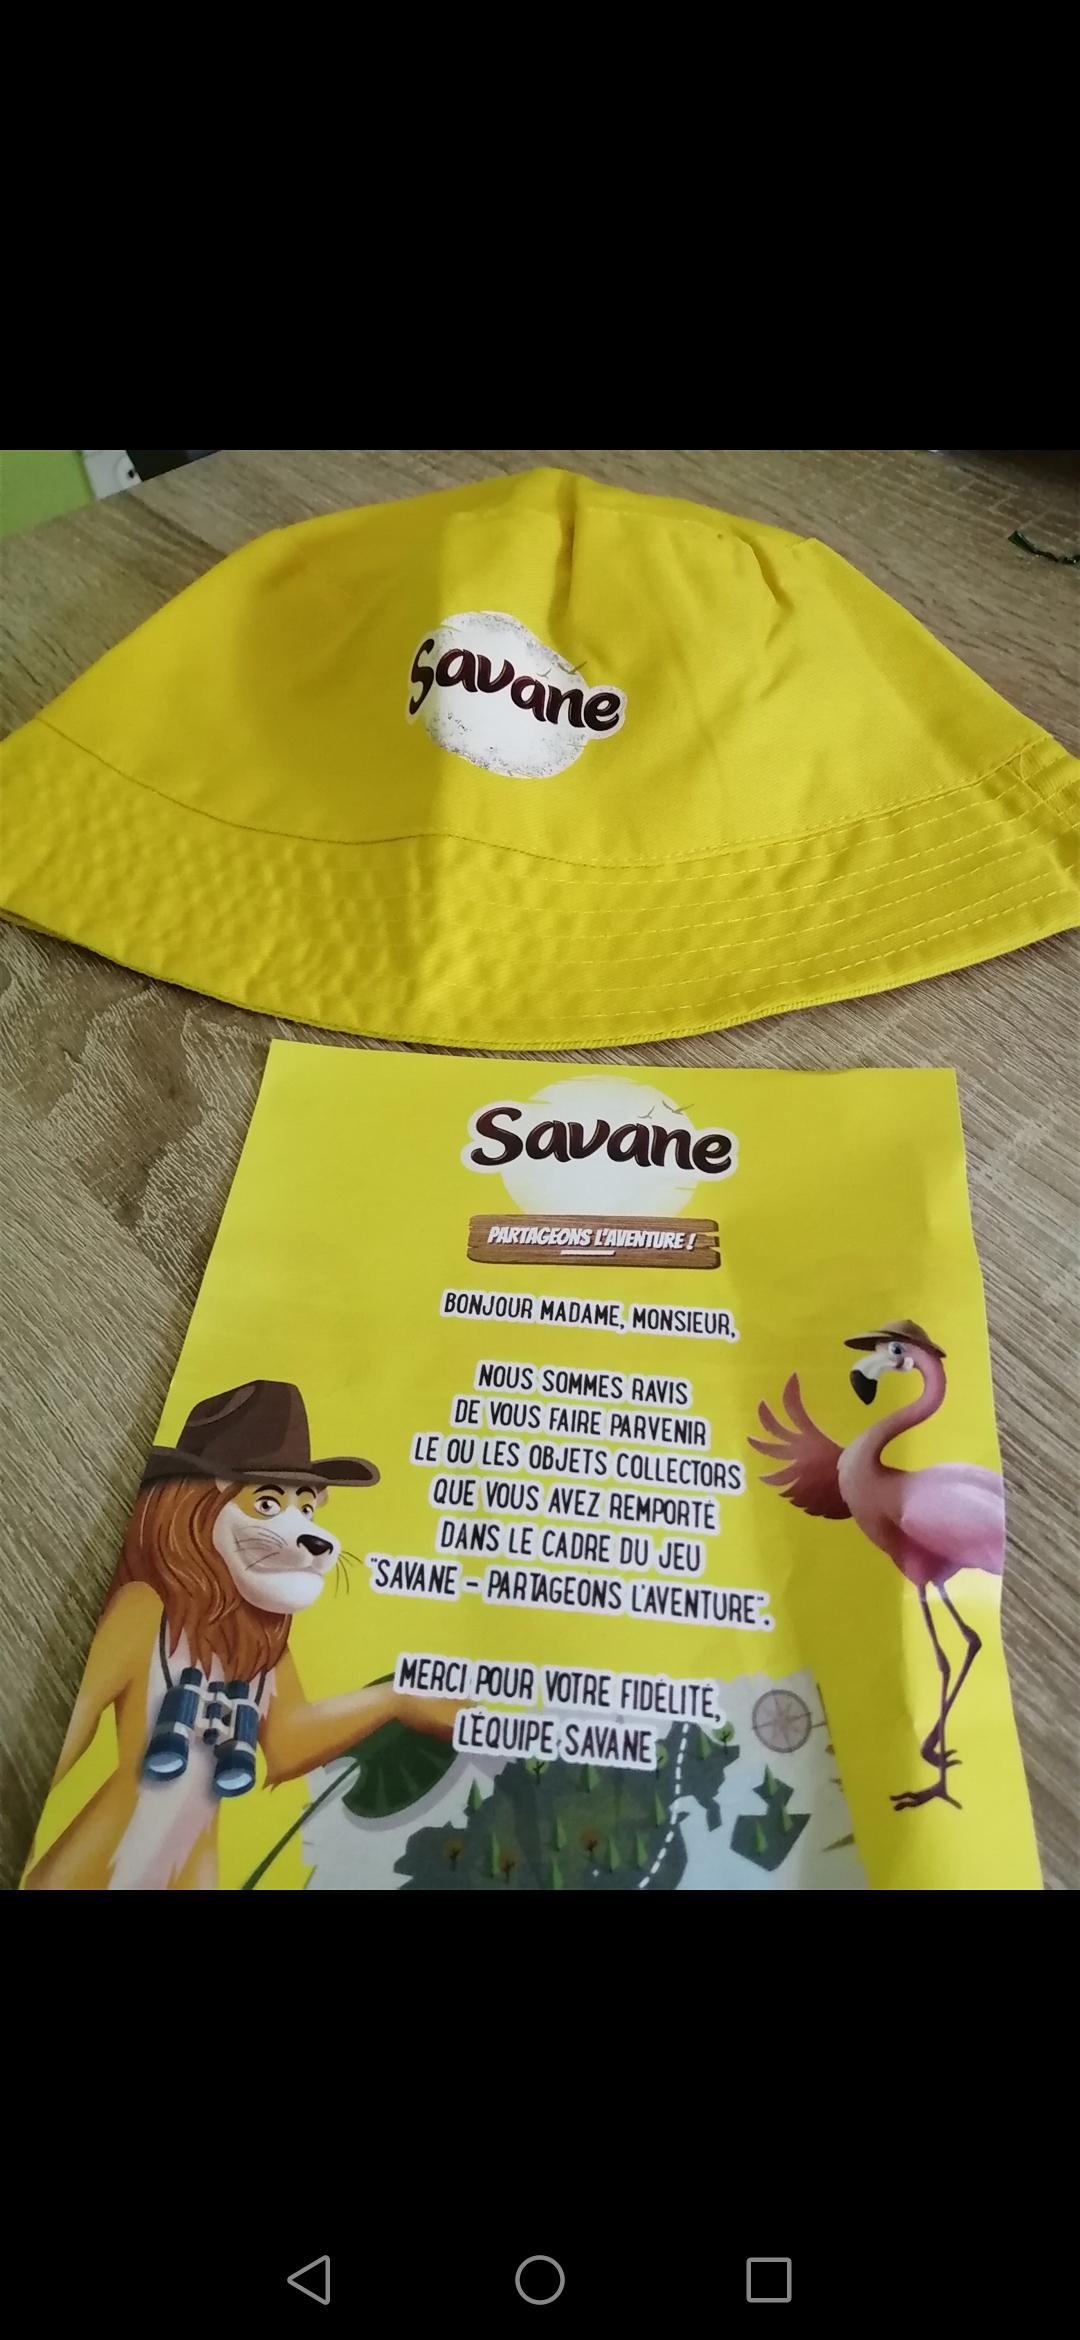 Savane
Savane
PARTAGEONS L'AVENTURE !
BONJOUR MADAME, MONSIEUR,
NOUS SOMMES RAVIS
DE VOUS FAIRE PARVENIR
LE OU LES OBJETS COLLECTORS
QUE VOUS AVEZ REMPORTÉ
DANS LE CADRE DU JEU
"SAVANE – PARTAGEONS L'AVENTURE".
MERCI POUR VOTRE FIDÉLITÉ,
L'ÉQUIPE SAVANE